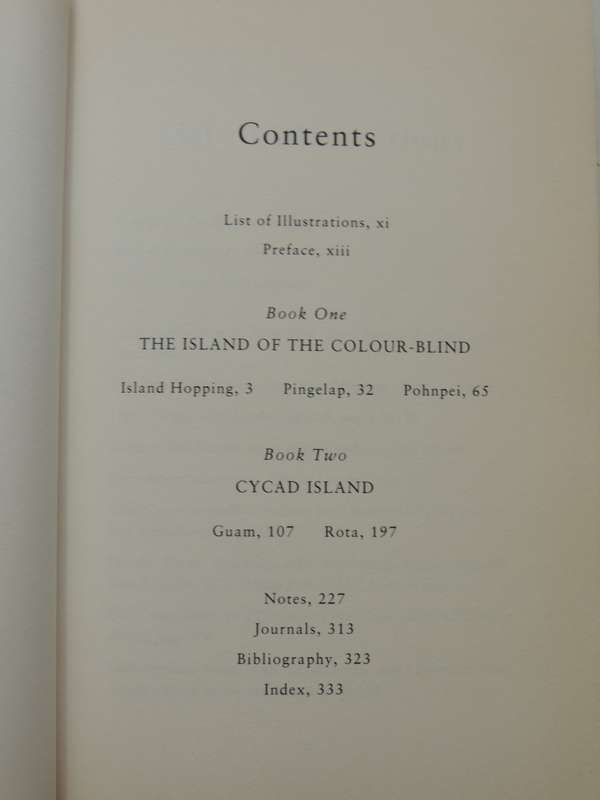 Contents
List of Illustrations, xi
Preface, xiii
Book One
THE ISLAND OF THE COLOUR-BLIND
Island Hopping, 3 Pingelap, 32 Pohnpei, 65
Book Two
CYCAD ISLAND
Guam, 107 Rota, 197
Notes, 227
Journals, 313
Bibliography, 323
Index, 333